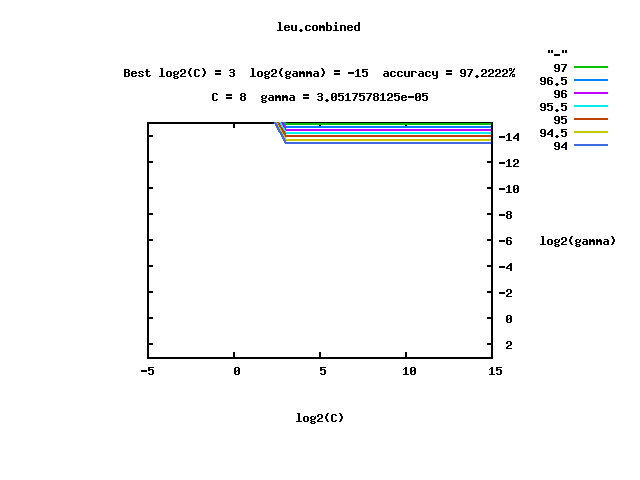 leu.combined
"-"
Best log2(C) = 3  log2(gamma) = -15  accuracy = 97.2222%
C = 8  gamma = 3.0517578125e-05
97
96.5
96
95.5
95
94.5
94
-14
-12
-10
-8
-6
-4
-2
0
2
log2(gamma)
-5 0 5 10 15
log2(C)